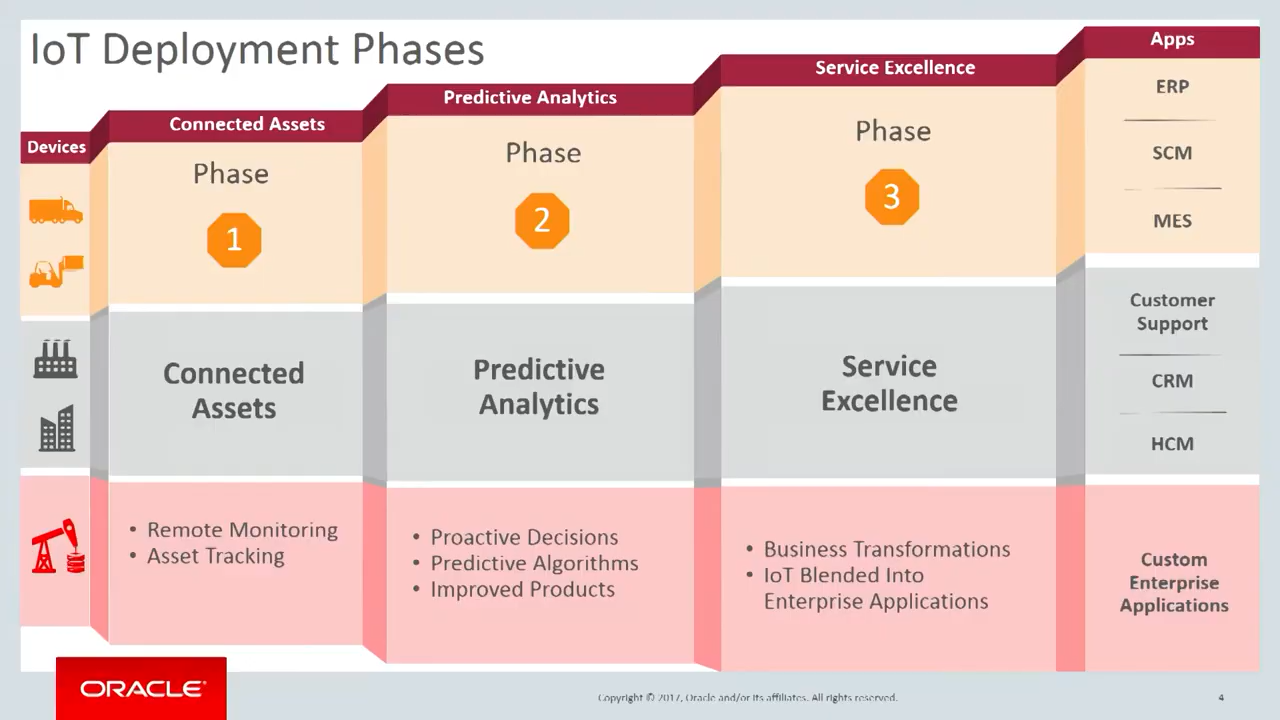 IoT Deployment Phases
Devices
Connected Assets
Phase
1
Connected
Assets
• Remote Monitoring
• Asset Tracking
Predictive Analytics
Phase
2
Predictive
Analytics
• Proactive Decisions
• Predictive Algorithms
• Improved Products
Service Excellence
Phase
3
Service
Excellence
• Business Transformations
• IoT Blended Into
Enterprise Applications
Apps
ERP
SCM
MES
Customer
Support
CRM
HCM
Custom
Enterprise
Applications
ORACLE®
Copyright © 2017, Oracle and/or its affiliates. All rights reserved.
4